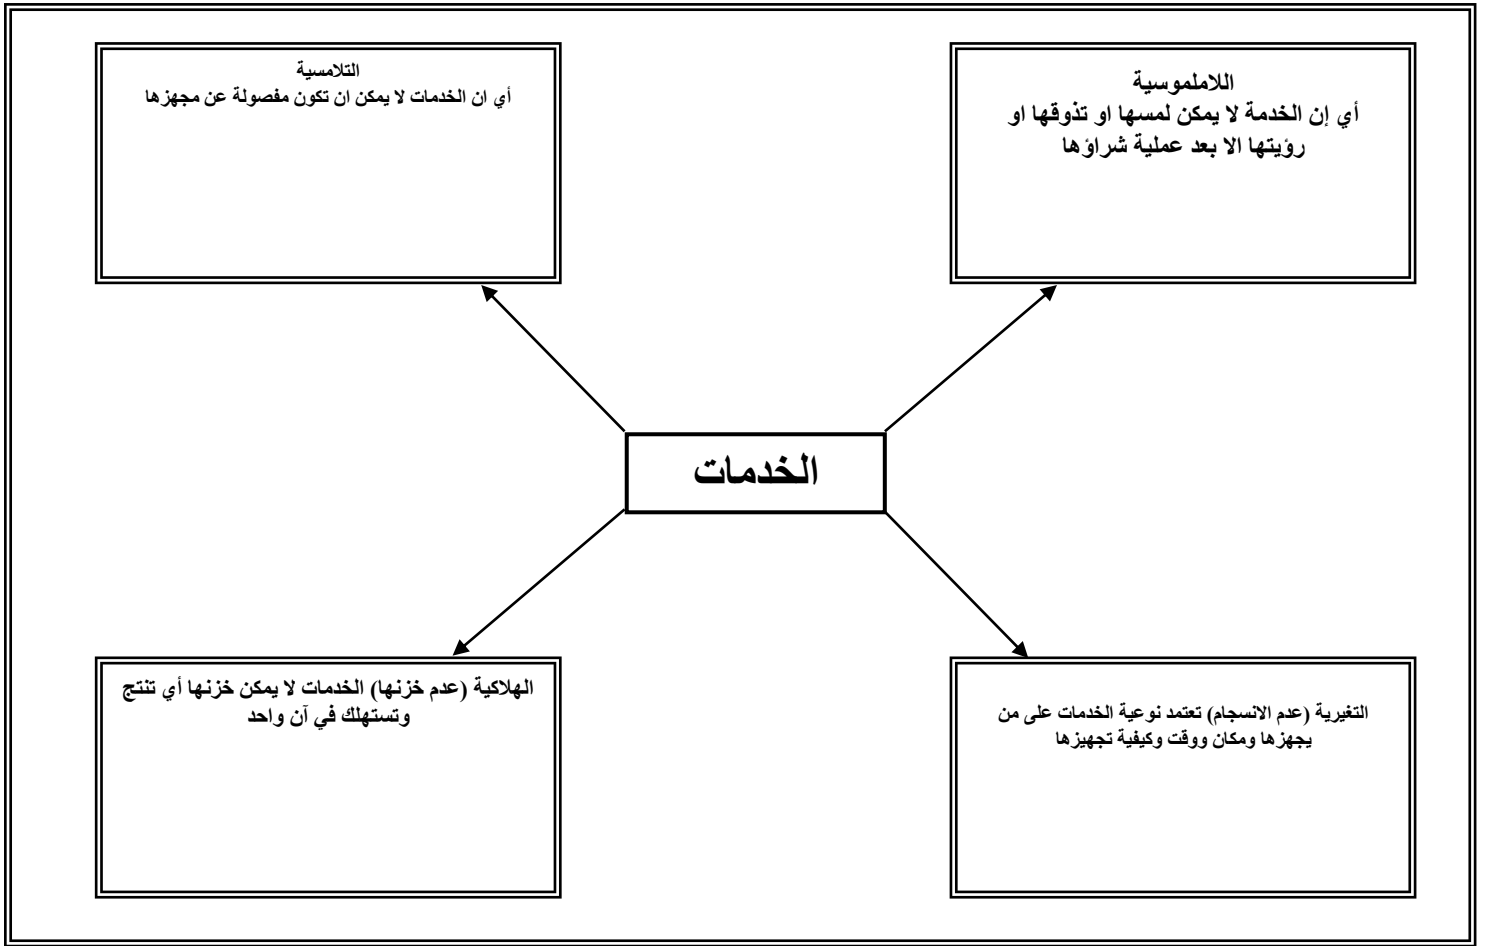 اللاملموسية
أي إن الخدمة لا يمكن لمسها او تذوقها او
رؤيتها الا بعد عملية شراؤها
التلامسية
أي ان الخدمات لا يمكن ان تكون مفصولة عن مجهزها
الخدمات
التغيرية (عدم الانسجام) تعتمد نوعية الخدمات على من
يجهزها ومكان ووقت وكيفية تجهيزها
الهلاكية (عدم خزنها) الخدمات لا يمكن خزنها أي تنتج
وتستهلك في آن واحد